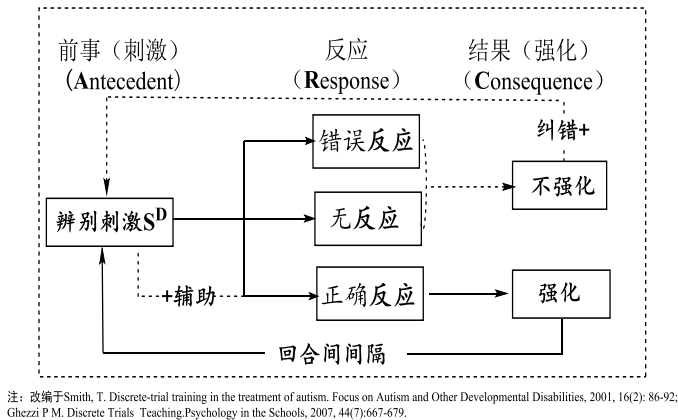 前事（刺激） 反应 结果（强化）
(Antecedent) （Response） （Consequence）
纠错+
错误反应
不强化
辨别刺激Sᴰ
无反应
+辅助
正确反应
强化
回合间间隔
注：改编于Smith, T. Discrete-trial training in the treatment of autism. Focus on Autism and Other Developmental Disabilities, 2001, 16(2): 86-92;
Ghezzi P M. Discrete Trials Teaching.Psychology in the Schools, 2007, 44(7):667-679.